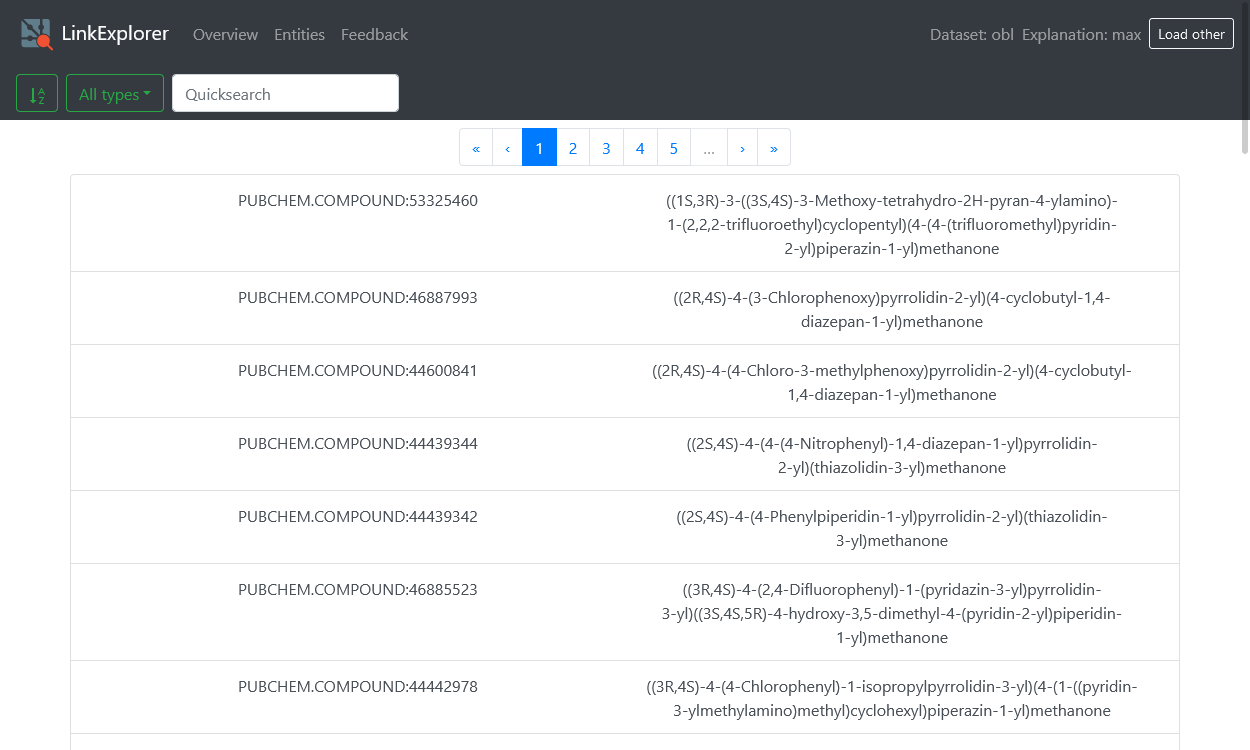 LinkExplorer Overview Entities Feedback Dataset: obl Explanation: max Load other
All types Quicksearch
« ‹ 1 2 3 4 5 ... › »
PUBCHEM.COMPOUND:53325460 ((1S,3R)-3-((3S,4S)-3-Methoxy-tetrahydro-2H-pyran-4-ylamino)-
1-(2,2,2-trifluoroethyl)cyclopentyl)(4-(4-(trifluoromethyl)pyridin-
2-yl)piperazin-1-yl)methanone
PUBCHEM.COMPOUND:46887993 ((2R,4S)-4-(3-Chlorophenoxy)pyrrolidin-2-yl)(4-cyclobutyl-1,4-
diazepan-1-yl)methanone
PUBCHEM.COMPOUND:44600841 ((2R,4S)-4-(4-Chloro-3-methylphenoxy)pyrrolidin-2-yl)(4-cyclobutyl-
1,4-diazepan-1-yl)methanone
PUBCHEM.COMPOUND:44439344 ((2S,4S)-4-(4-(4-Nitrophenyl)-1,4-diazepan-1-yl)pyrrolidin-
2-yl)(thiazolidin-3-yl)methanone
PUBCHEM.COMPOUND:44439342 ((2S,4S)-4-(4-Phenylpiperidin-1-yl)pyrrolidin-2-yl)(thiazolidin-
3-yl)methanone
PUBCHEM.COMPOUND:46885523 ((3R,4S)-4-(2,4-Difluorophenyl)-1-(pyridazin-3-yl)pyrrolidin-
3-yl)((3S,4S,5R)-4-hydroxy-3,5-dimethyl-4-(pyridin-2-yl)piperidin-
1-yl)methanone
PUBCHEM.COMPOUND:44442978 ((3R,4S)-4-(4-Chlorophenyl)-1-isopropylpyrrolidin-3-yl)(4-(1-((pyridin-
3-ylmethylamino)methyl)cyclohexyl)piperazin-1-yl)methanone